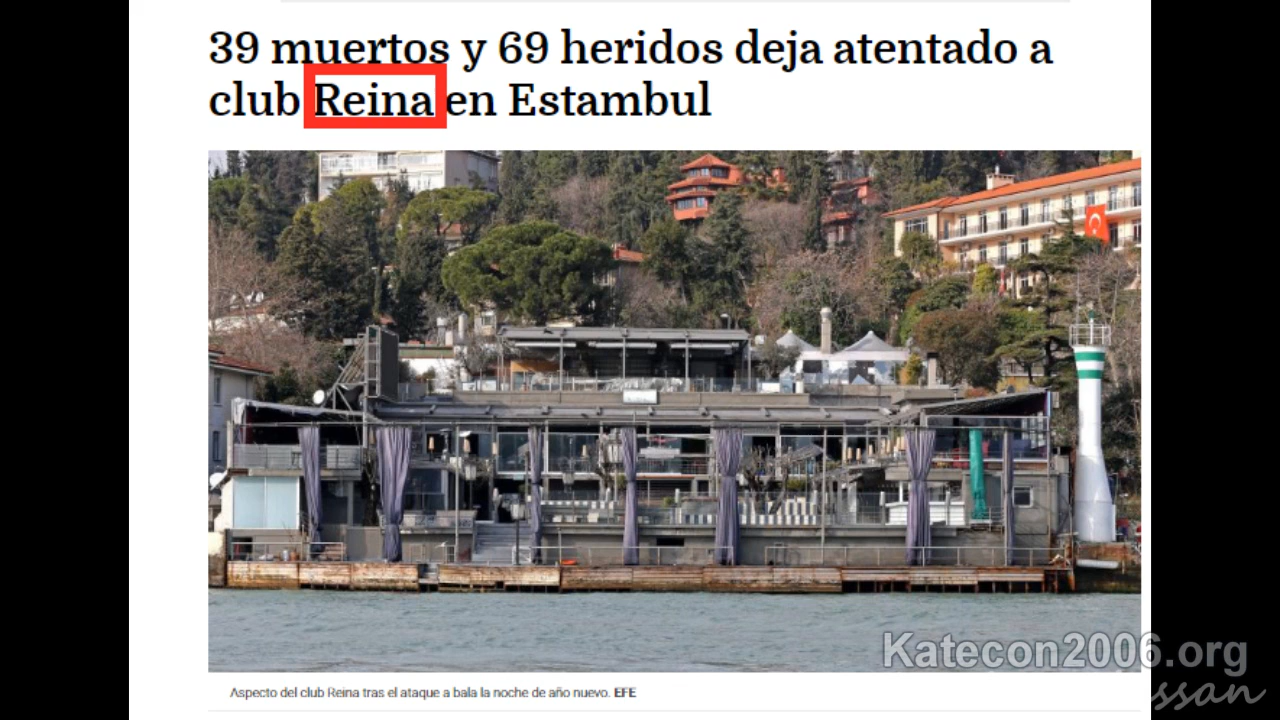 39 muertos y 69 heridos deja atentado a
club Reina en Estambul
Katecon2006.org
ssan
Aspecto del club Reina tras el ataque a bala la noche de año nuevo. EFE